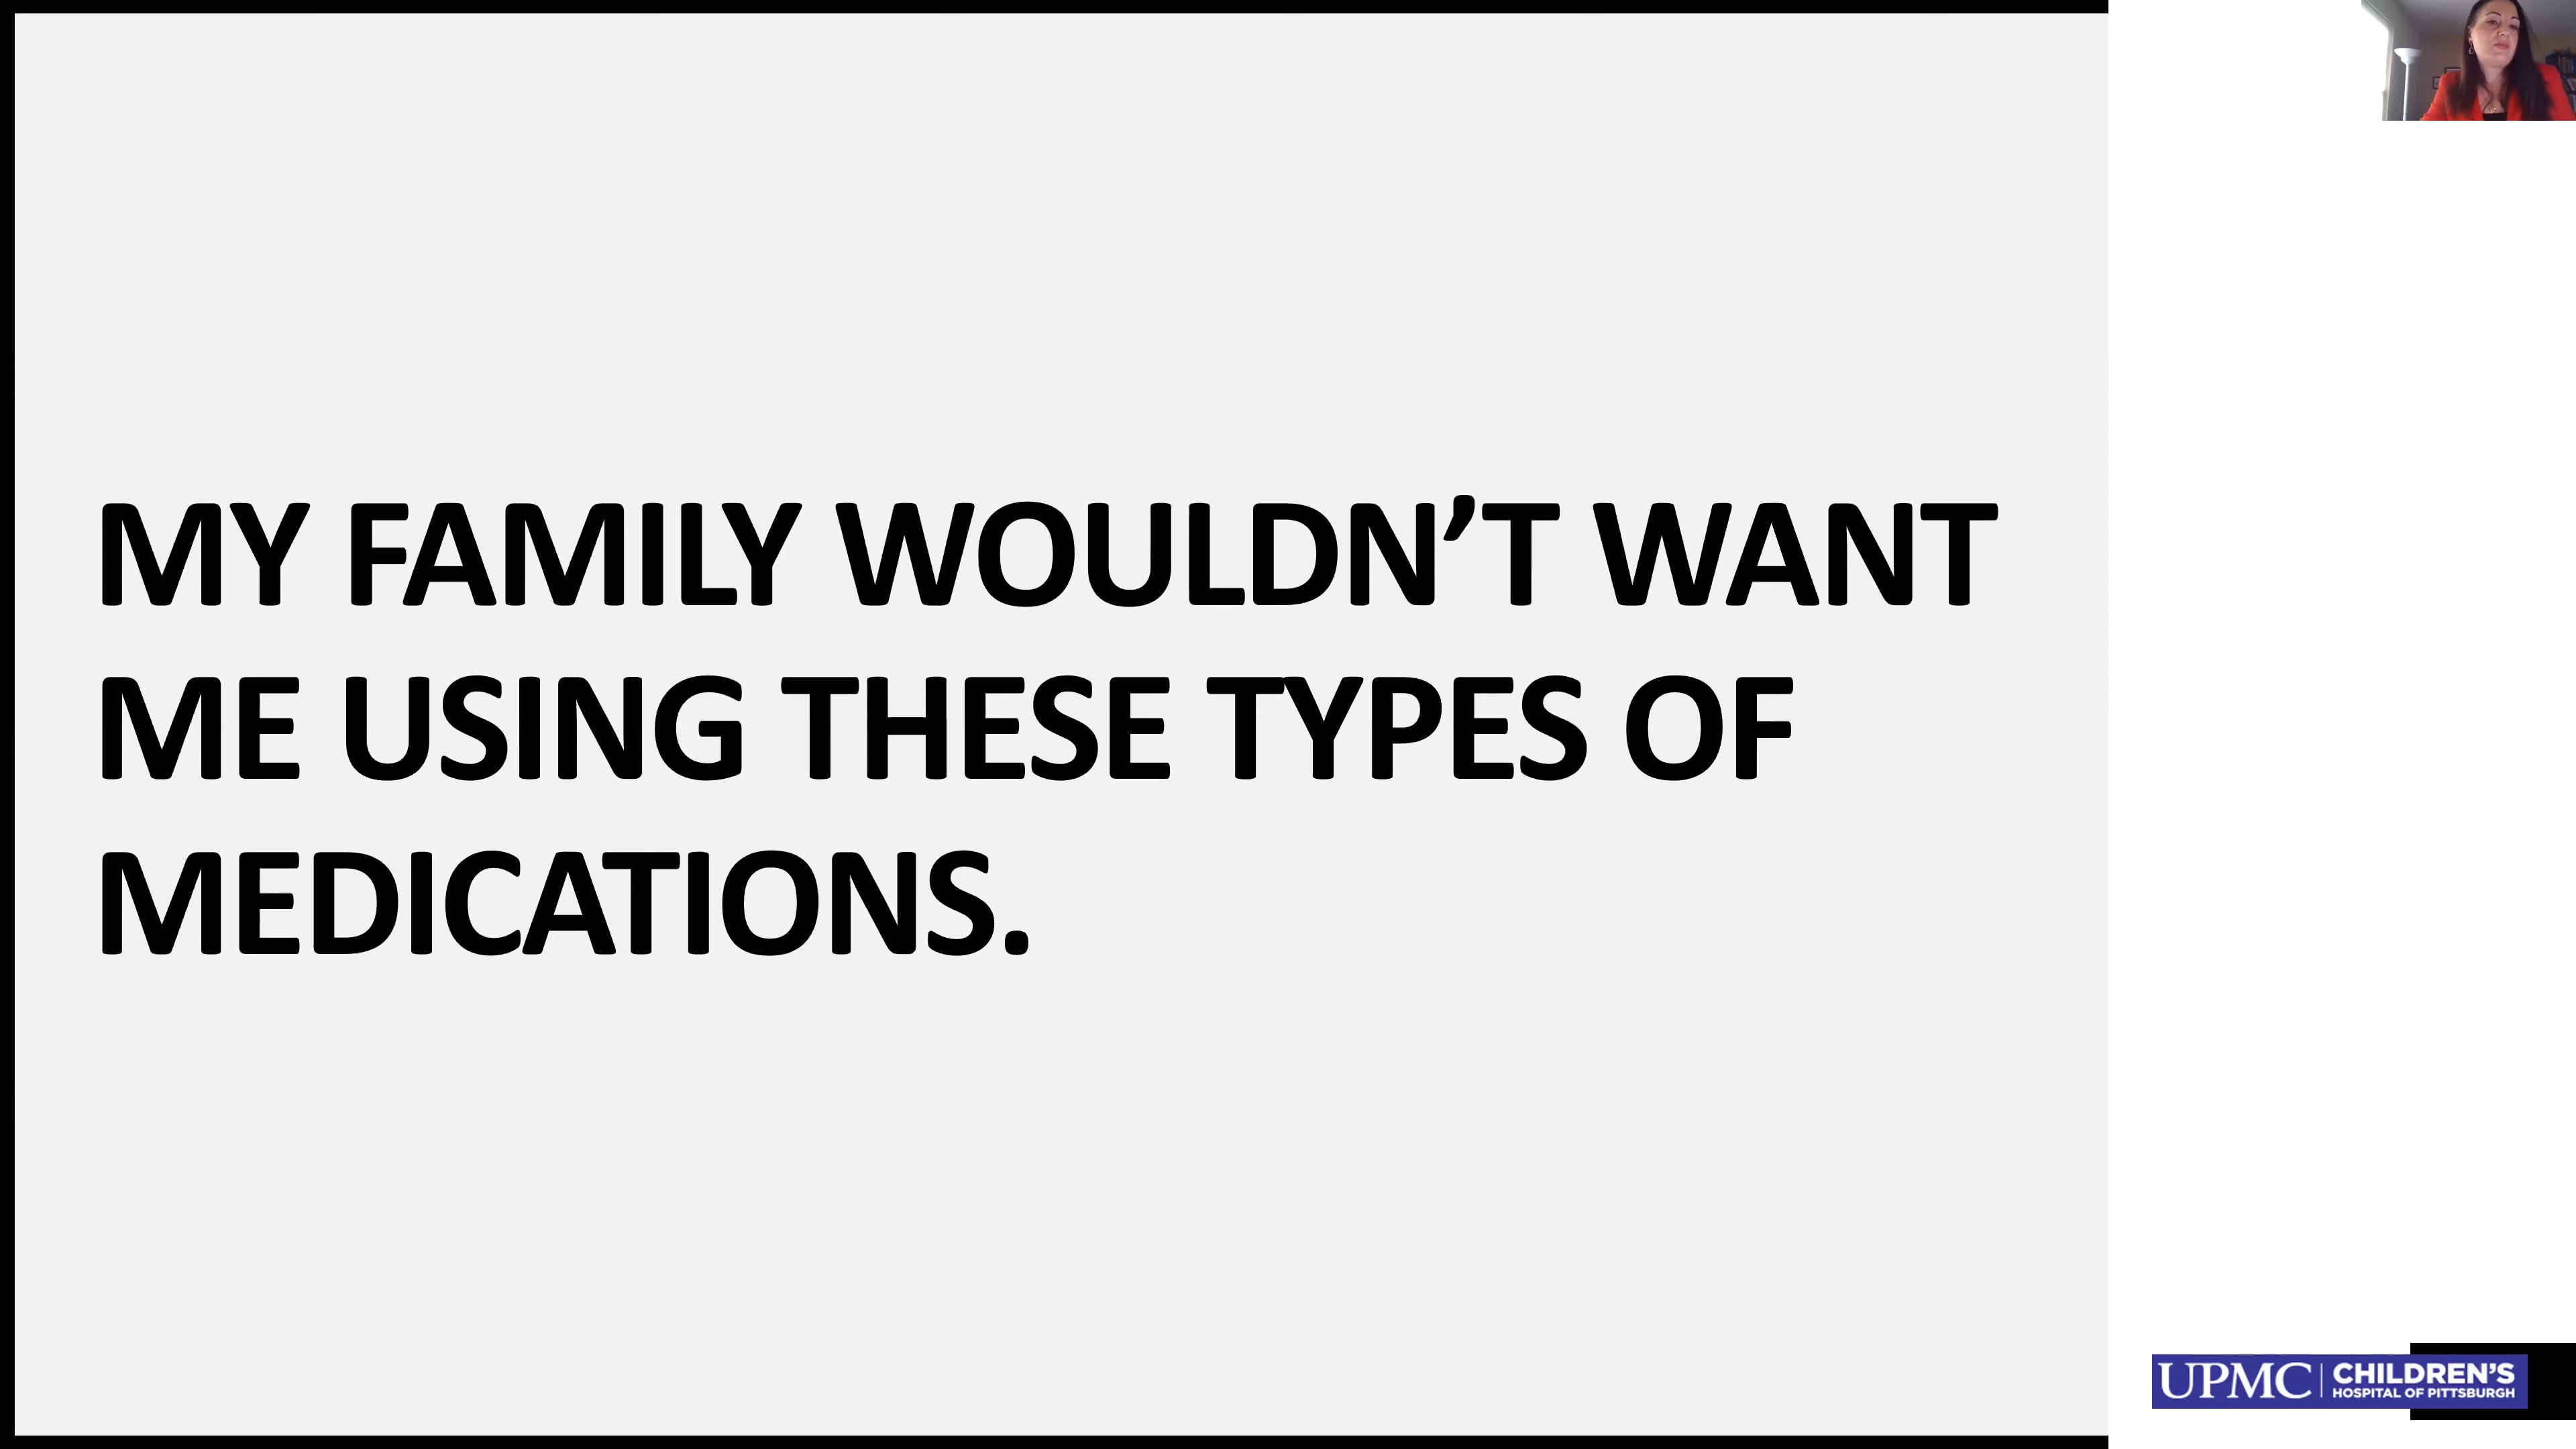 MY FAMILY WOULDN’T WANT
ME USING THESE TYPES OF
MEDICATIONS.
UPMC | CHILDREN'S
HOSPITAL OF PITTSBURGH